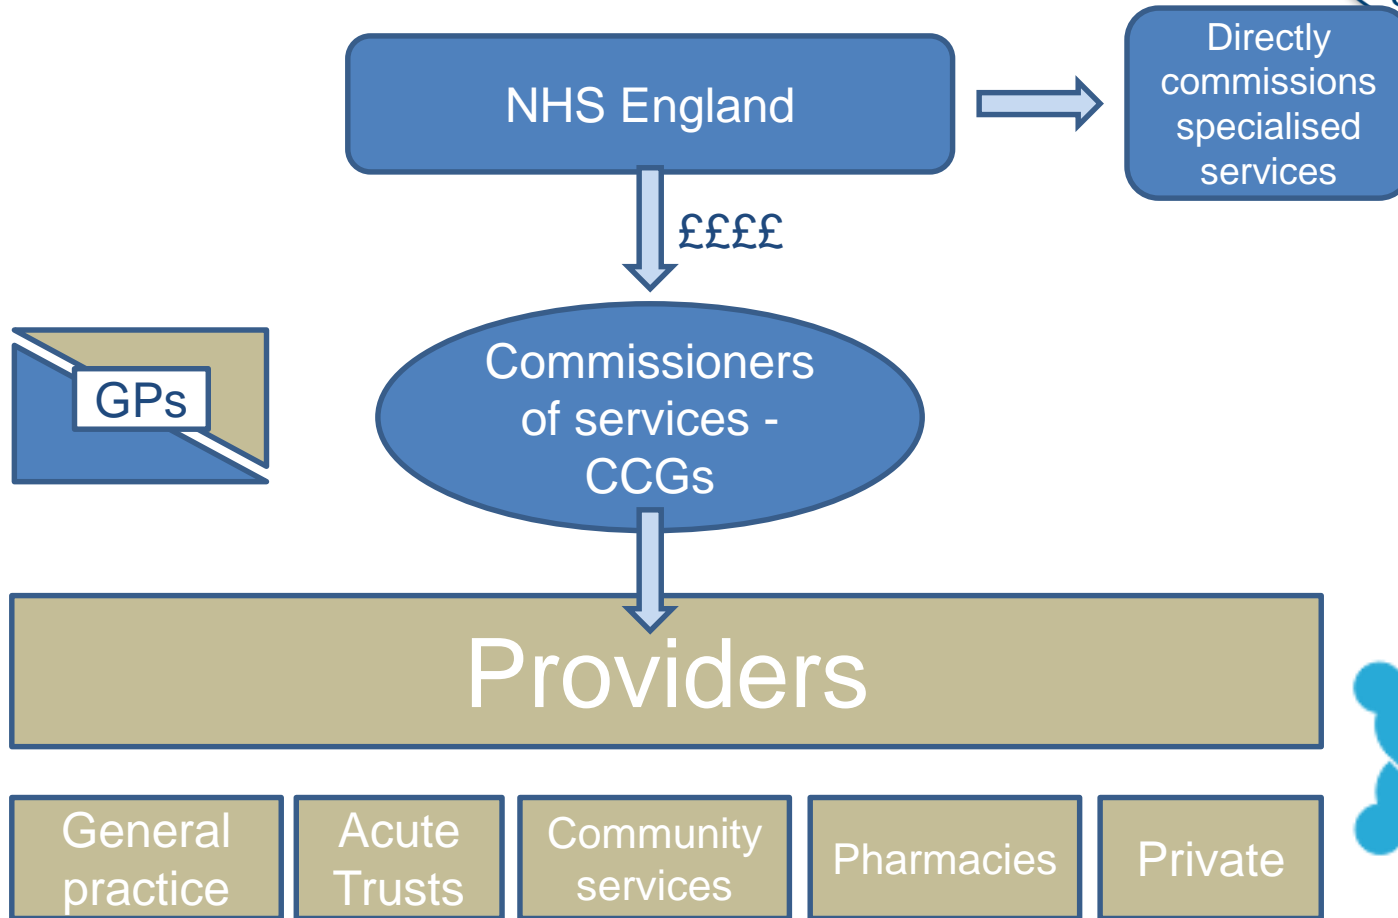 NHS England
Directly
commissions
specialised
services
££££
GPs
Commissioners
of services -
CCGs
Providers
General
practice
Acute
Trusts
Community
services
Pharmacies
Private